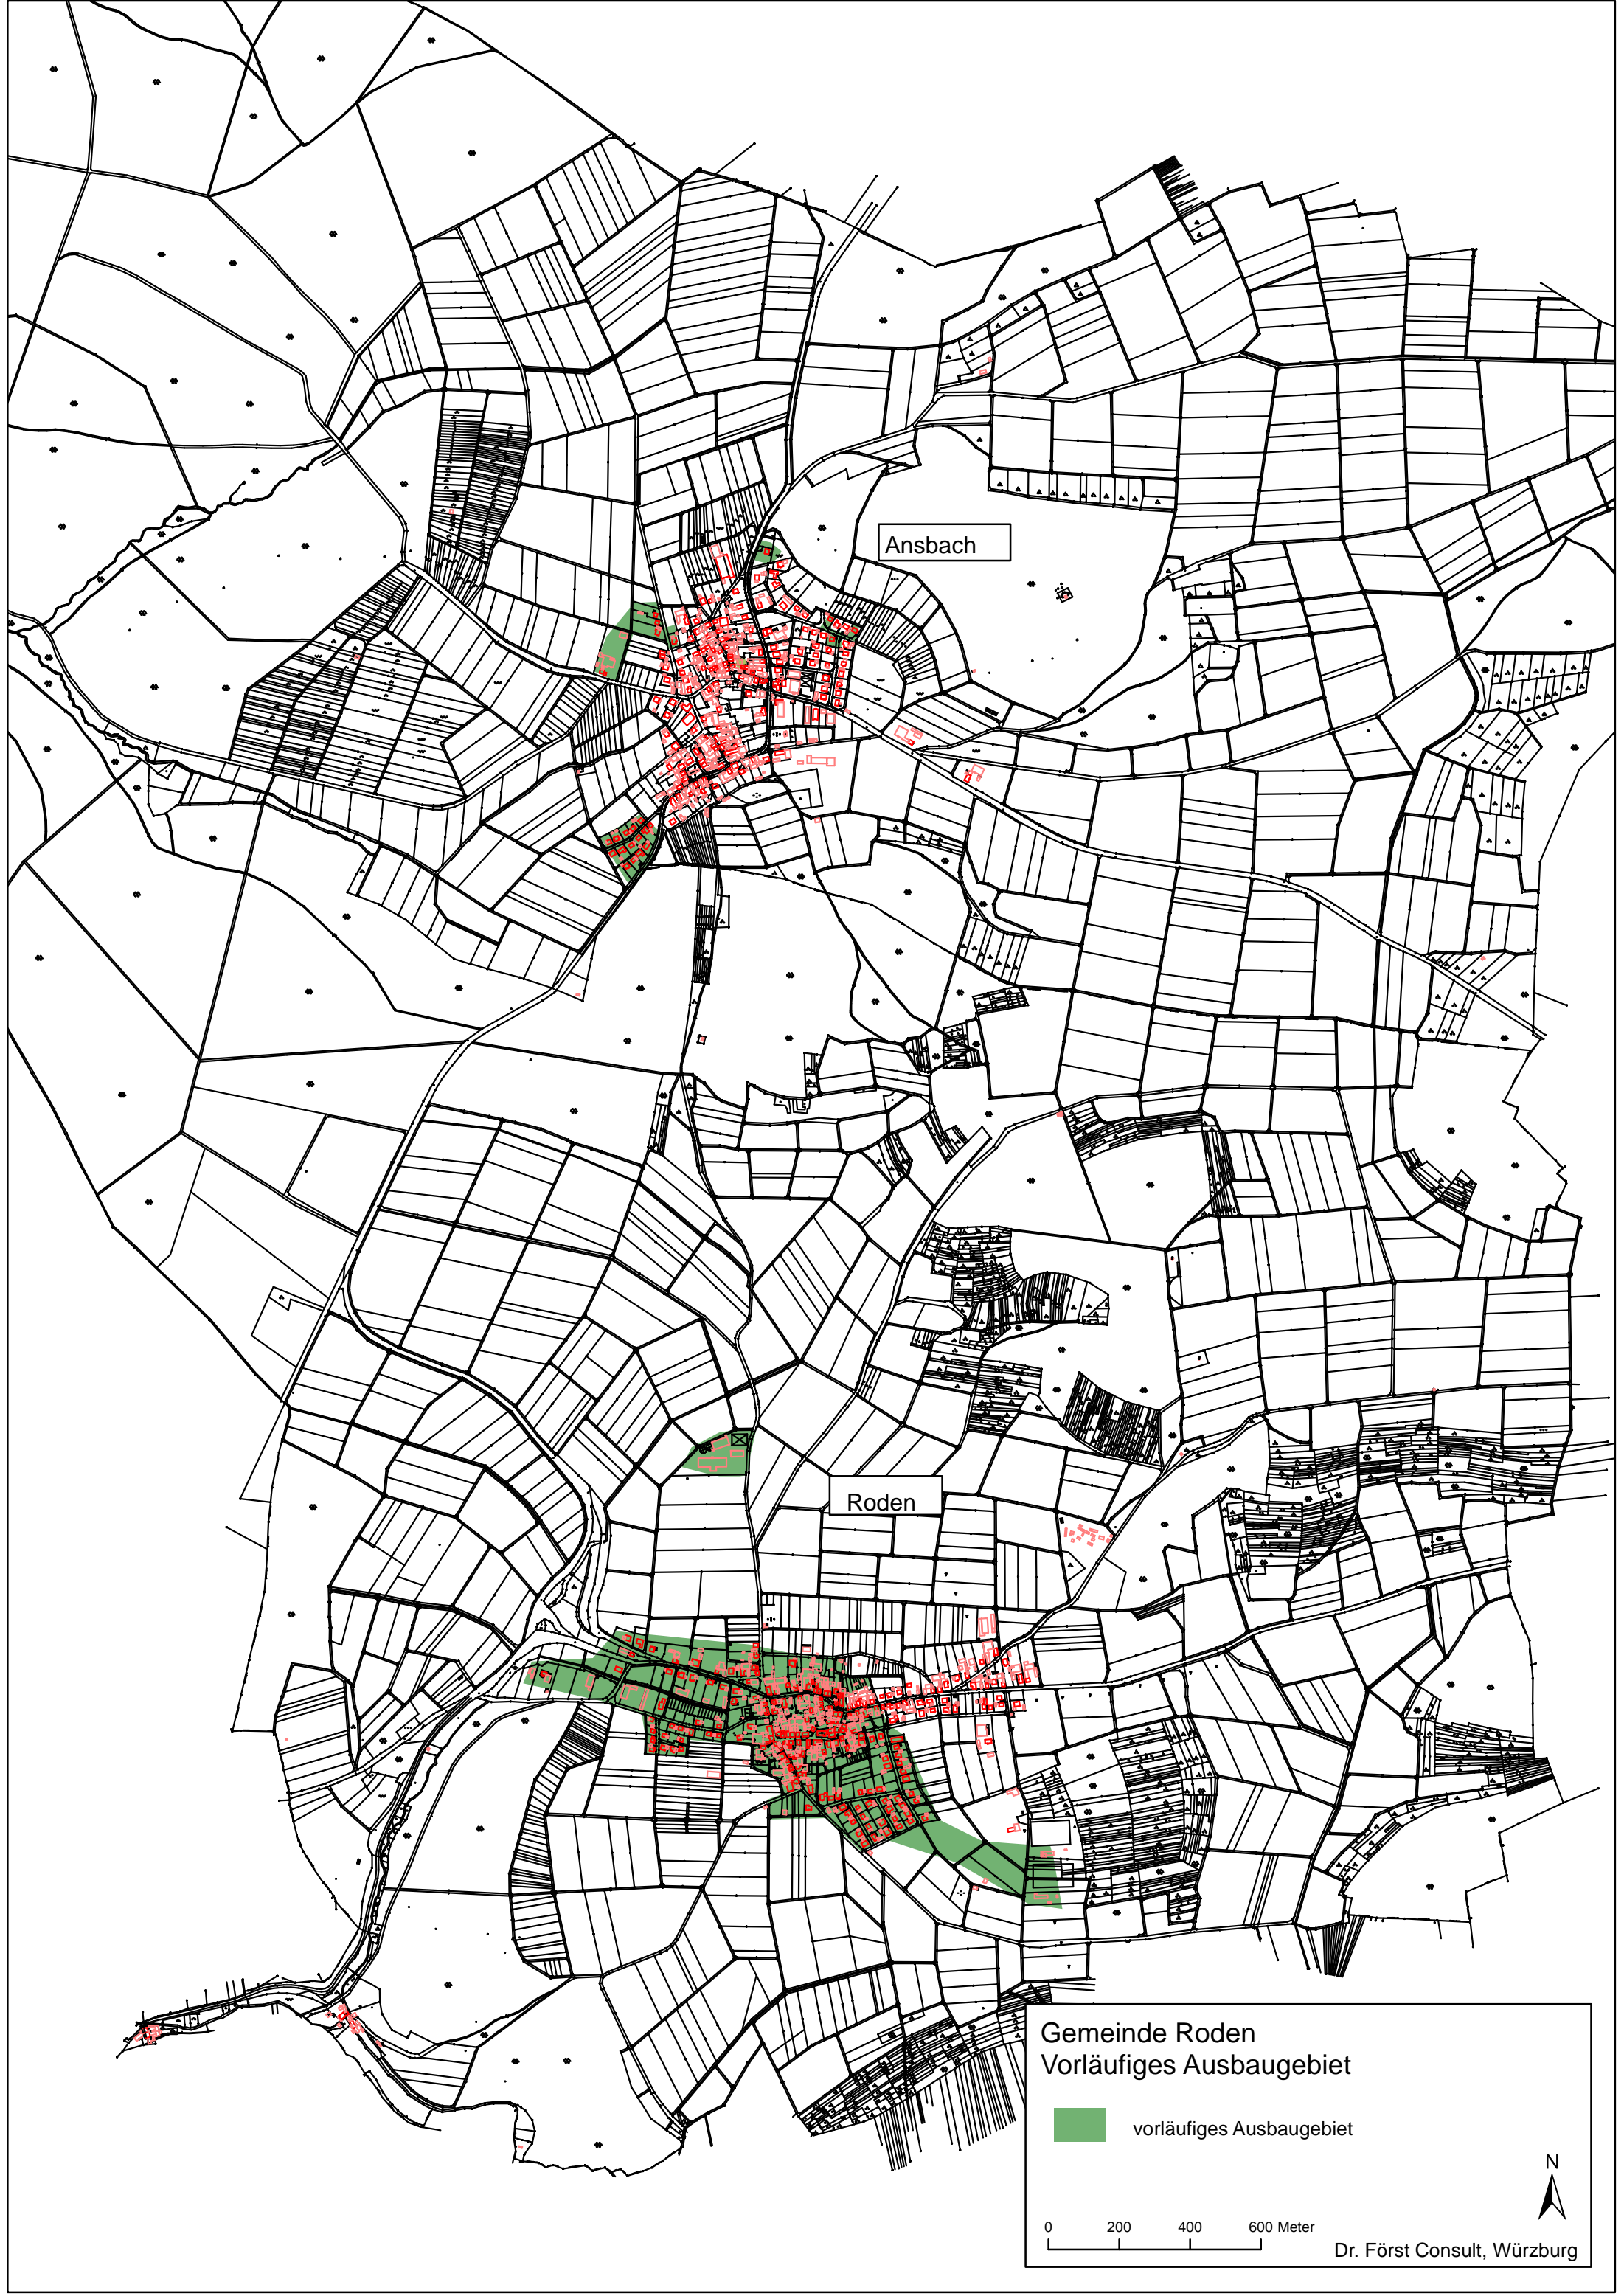 Ansbach
Roden
Gemeinde Roden
Vorläufiges Ausbaugebiet
vorläufiges Ausbaugebiet
N
0 200 400 600 Meter
Dr. Först Consult, Würzburg